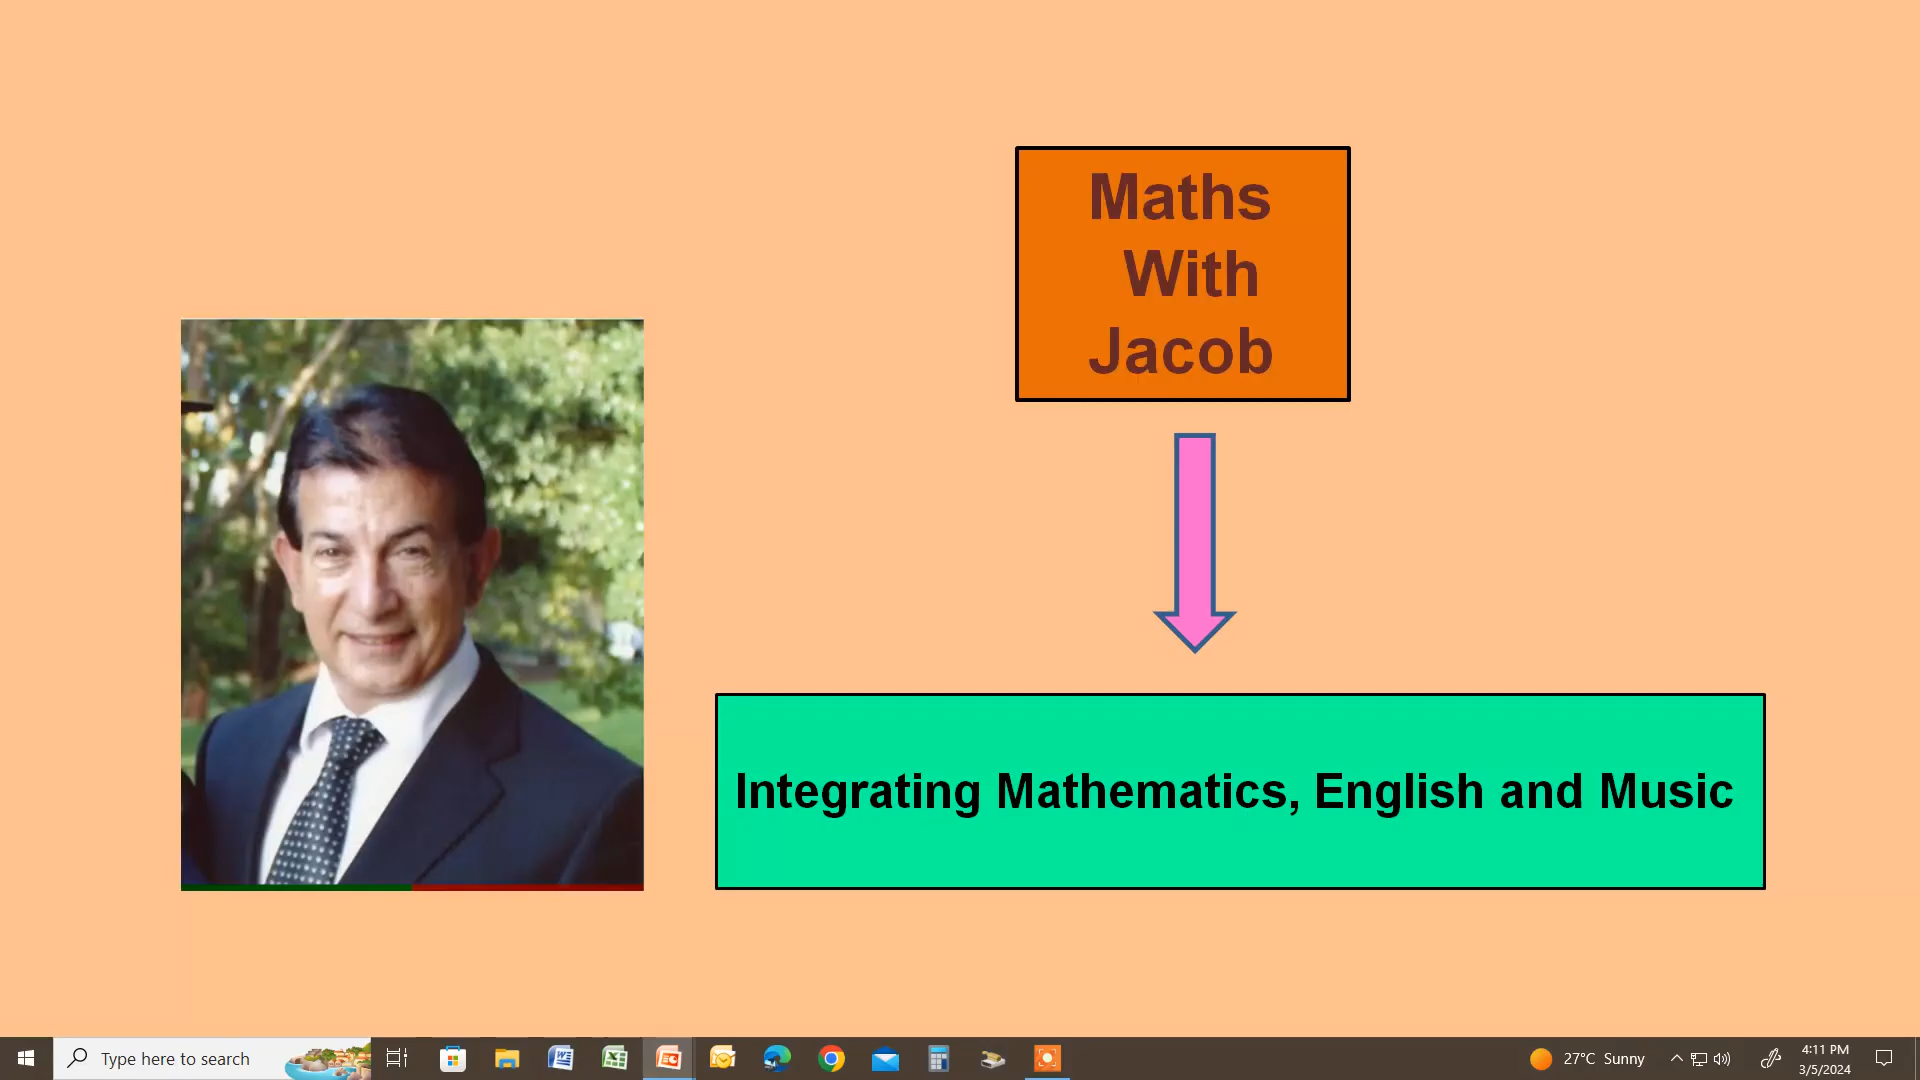 Maths
With
Jacob
Integrating Mathematics, English and Music
Type here to search
27°C Sunny
4:11 PM
3/5/2024